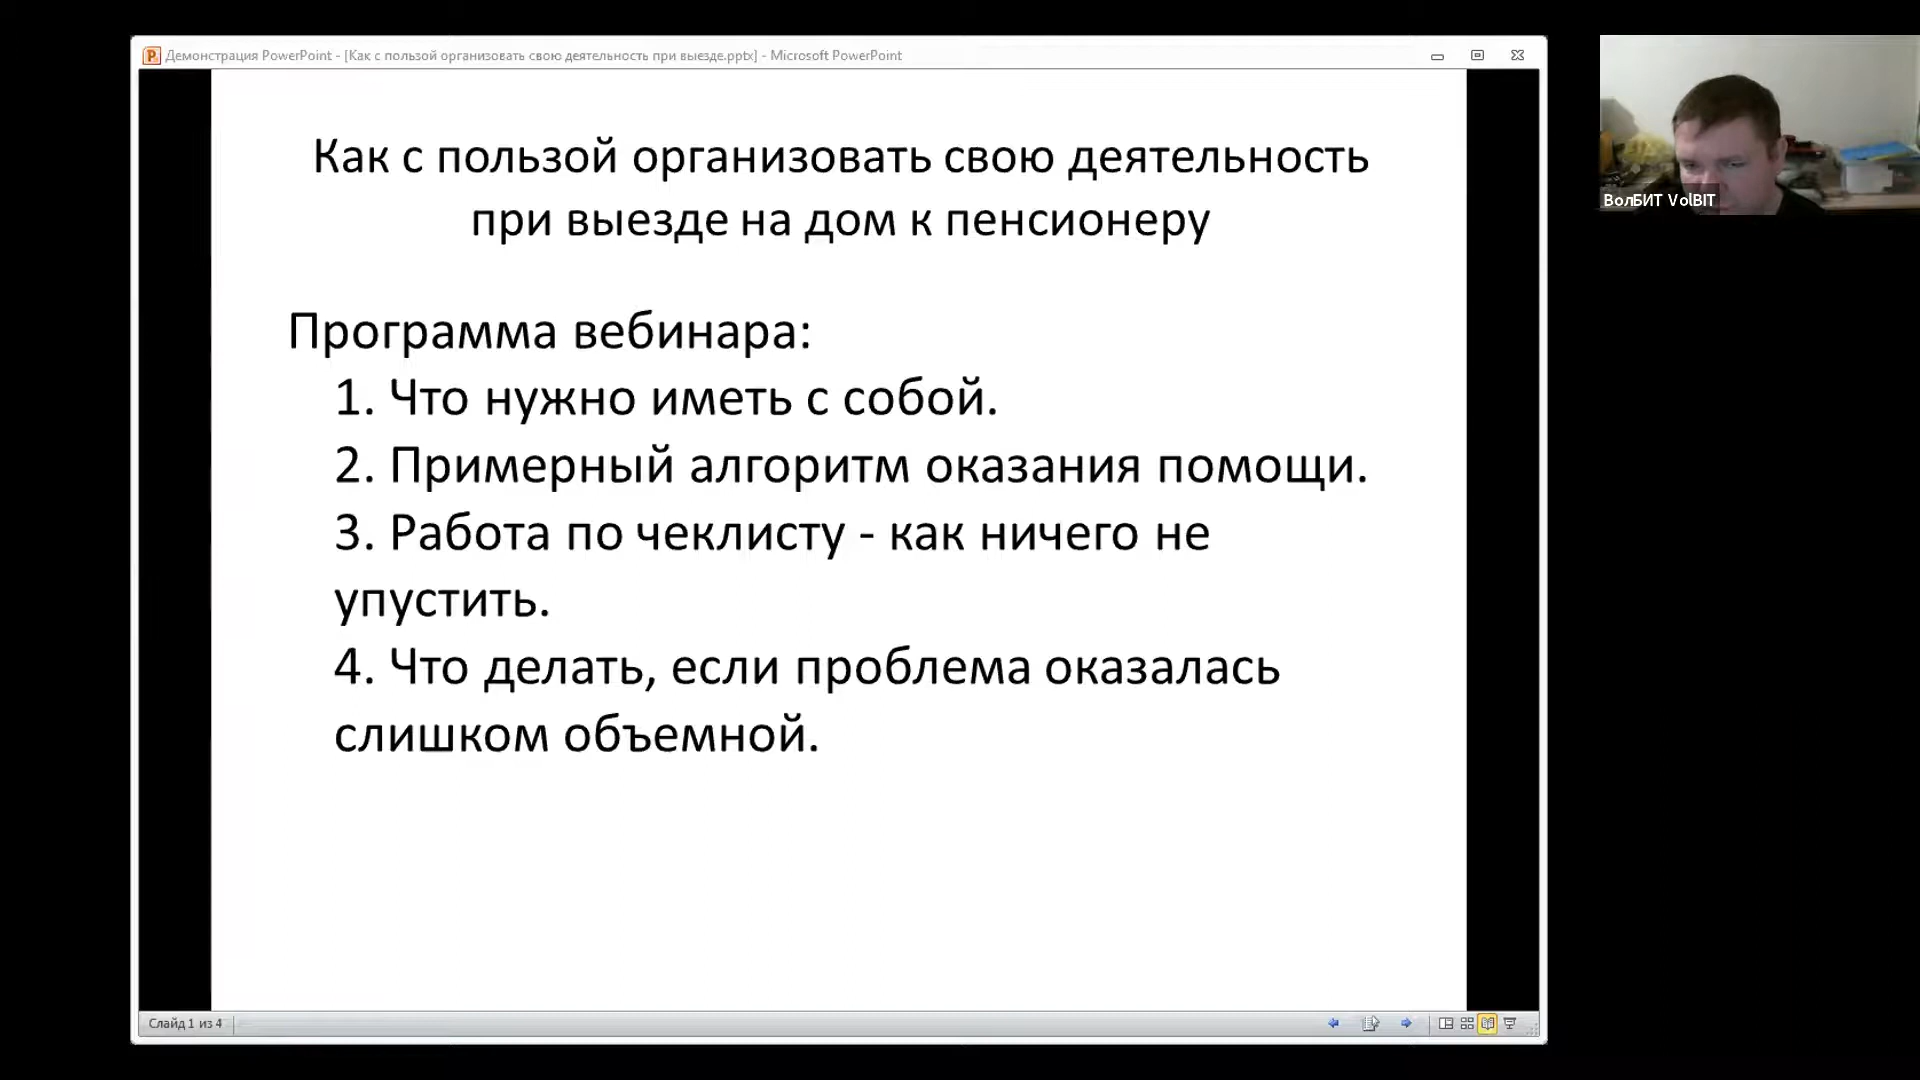 Демонстрация PowerPoint - [Как с пользой организовать свою деятельность при выезде.pptx] - Microsoft PowerPoint
Как с пользой организовать свою деятельность
при выезде на дом к пенсионеру
Программа вебинара:
1. Что нужно иметь с собой.
2. Примерный алгоритм оказания помощи.
3. Работа по чеклисту - как ничего не
упустить.
4. Что делать, если проблема оказалась
слишком объемной.
Слайд 1 из 4
ВолБИТ VolBIT